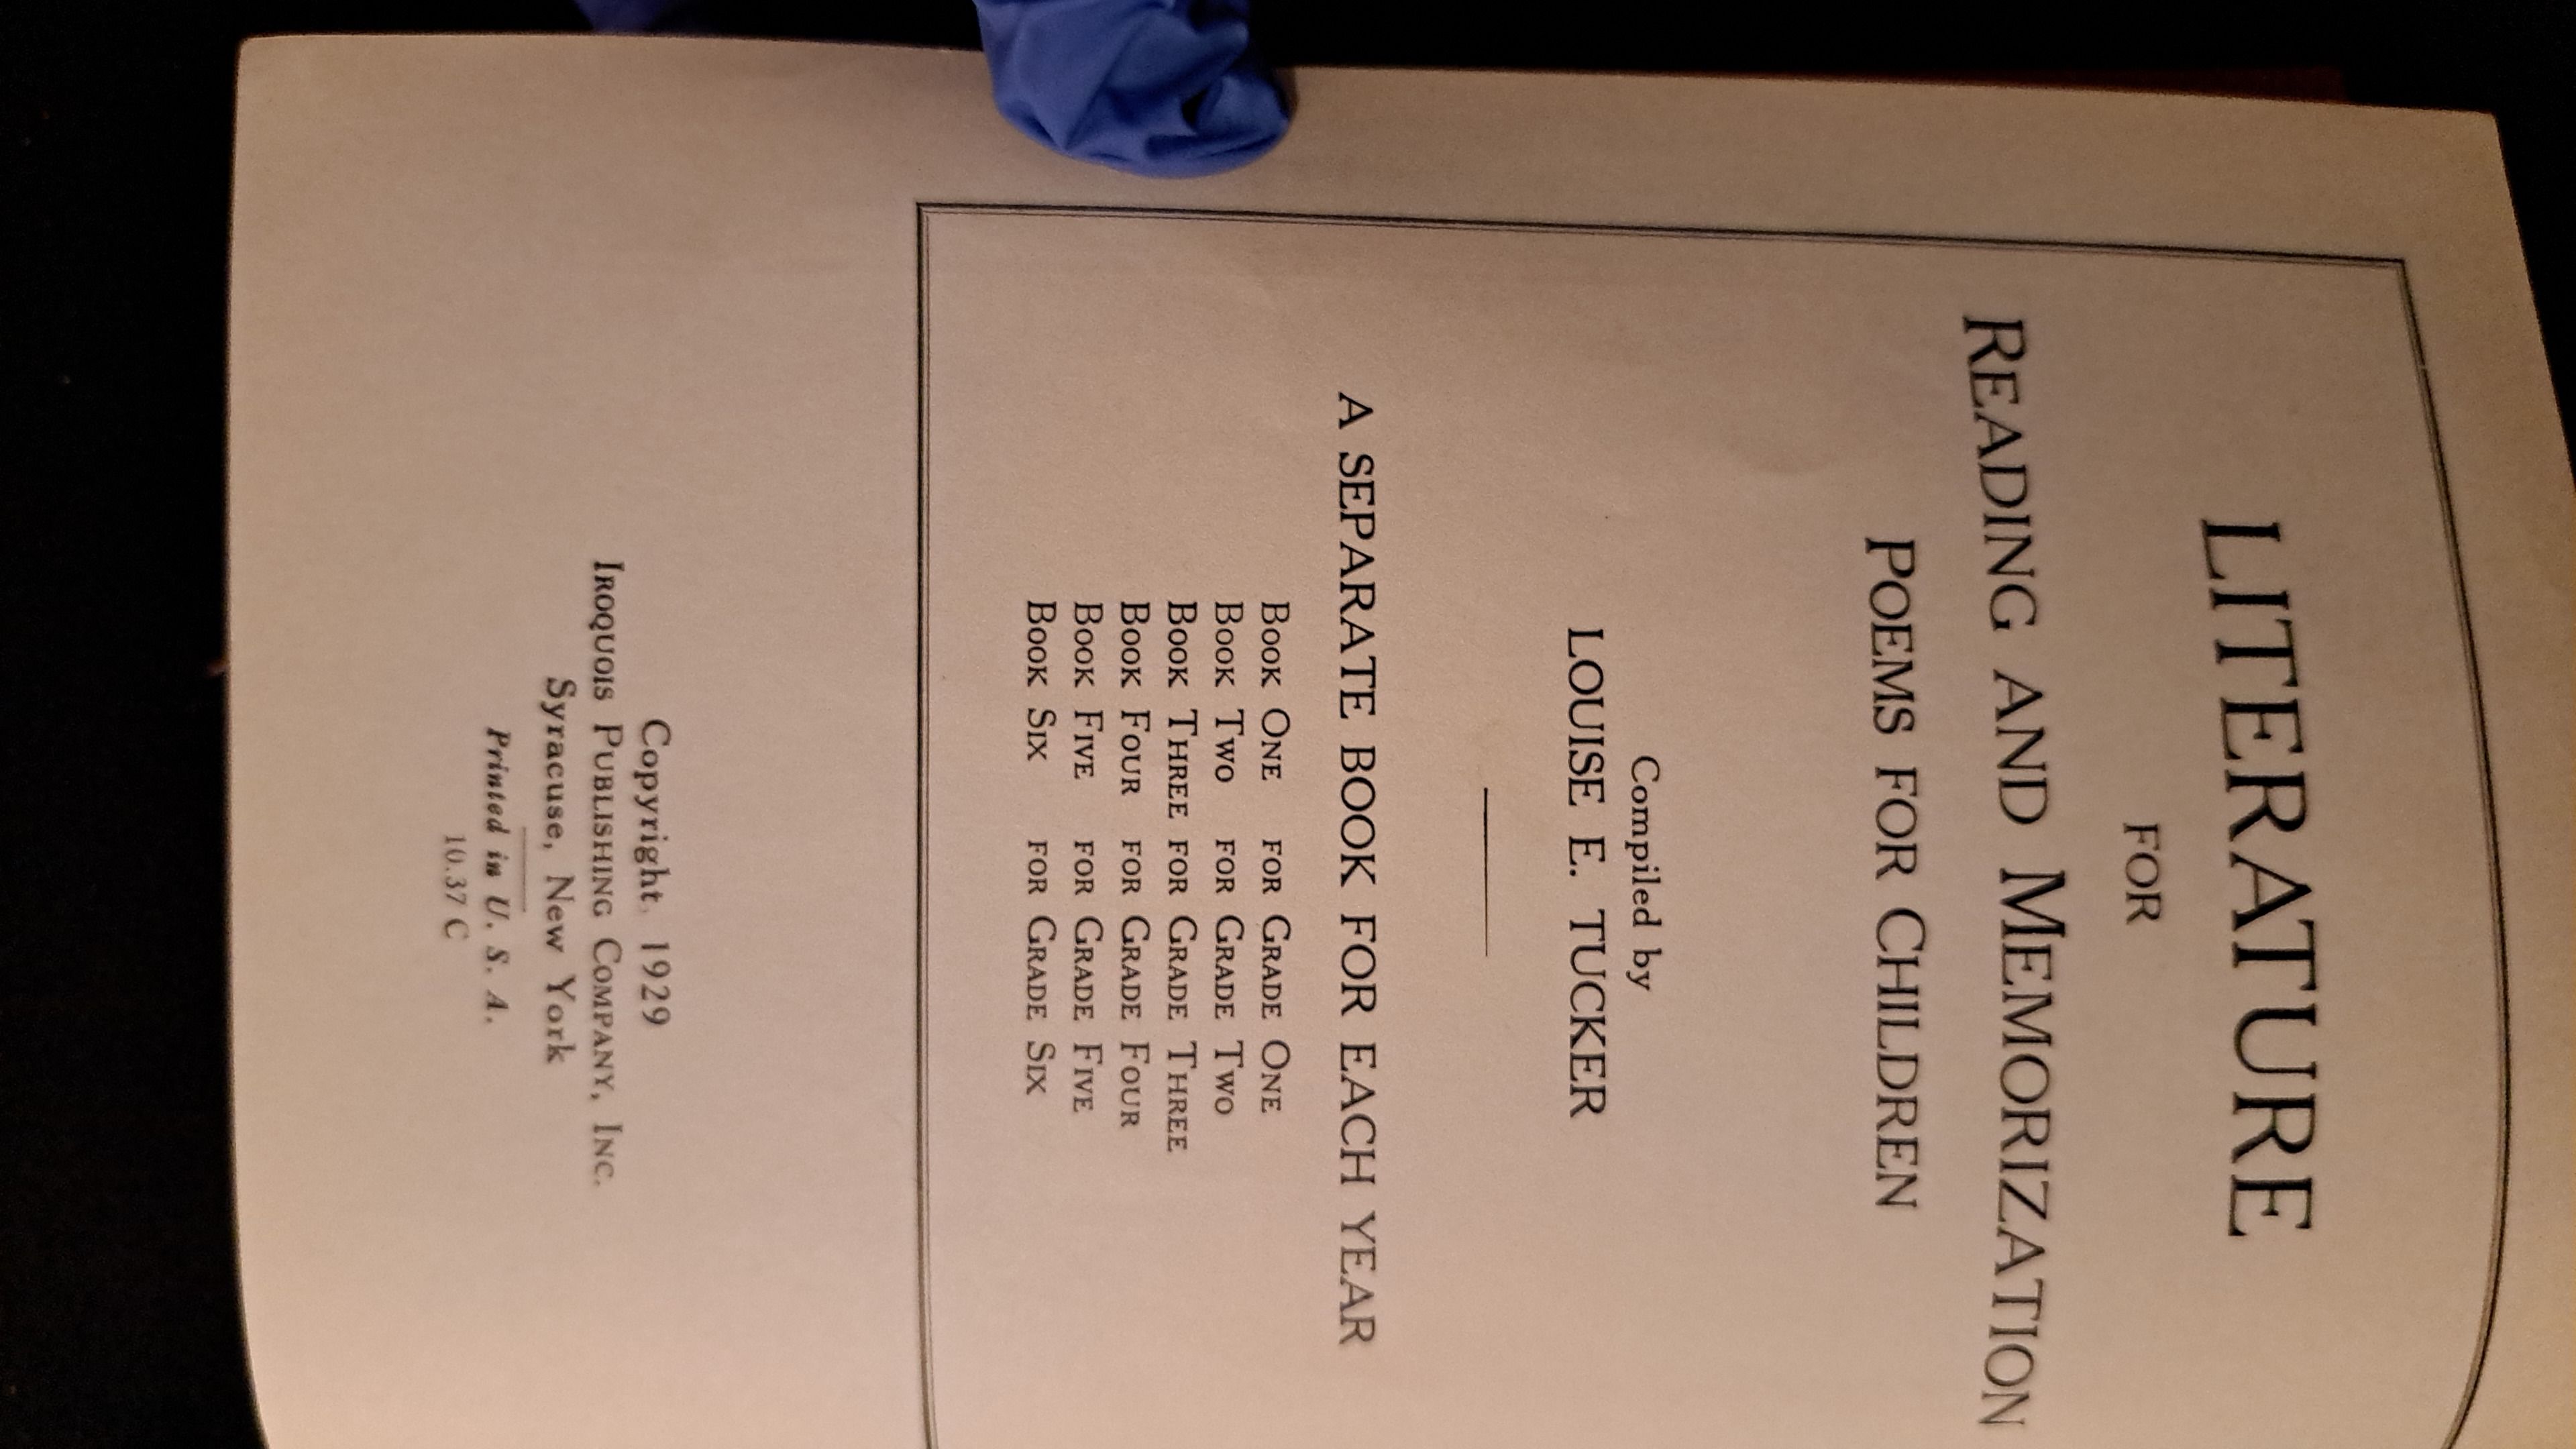 LITERATURE
FOR
READING AND MEMORIZATION
POEMS FOR CHILDREN
Compiled by
LOUISE E. TUCKER
A SEPARATE BOOK FOR EACH YEAR
BOOK ONE FOR GRADE ONE
BOOK TWO FOR GRADE TWO
BOOK THREE FOR GRADE THREE
BOOK FOUR FOR GRADE FOUR
BOOK FIVE FOR GRADE FIVE
BOOK SIX FOR GRADE SIX
Copyright, 1929
IROQUOIS PUBLISHING COMPANY, INC.
Syracuse, New York
Printed in U. S. A.
10.37 C